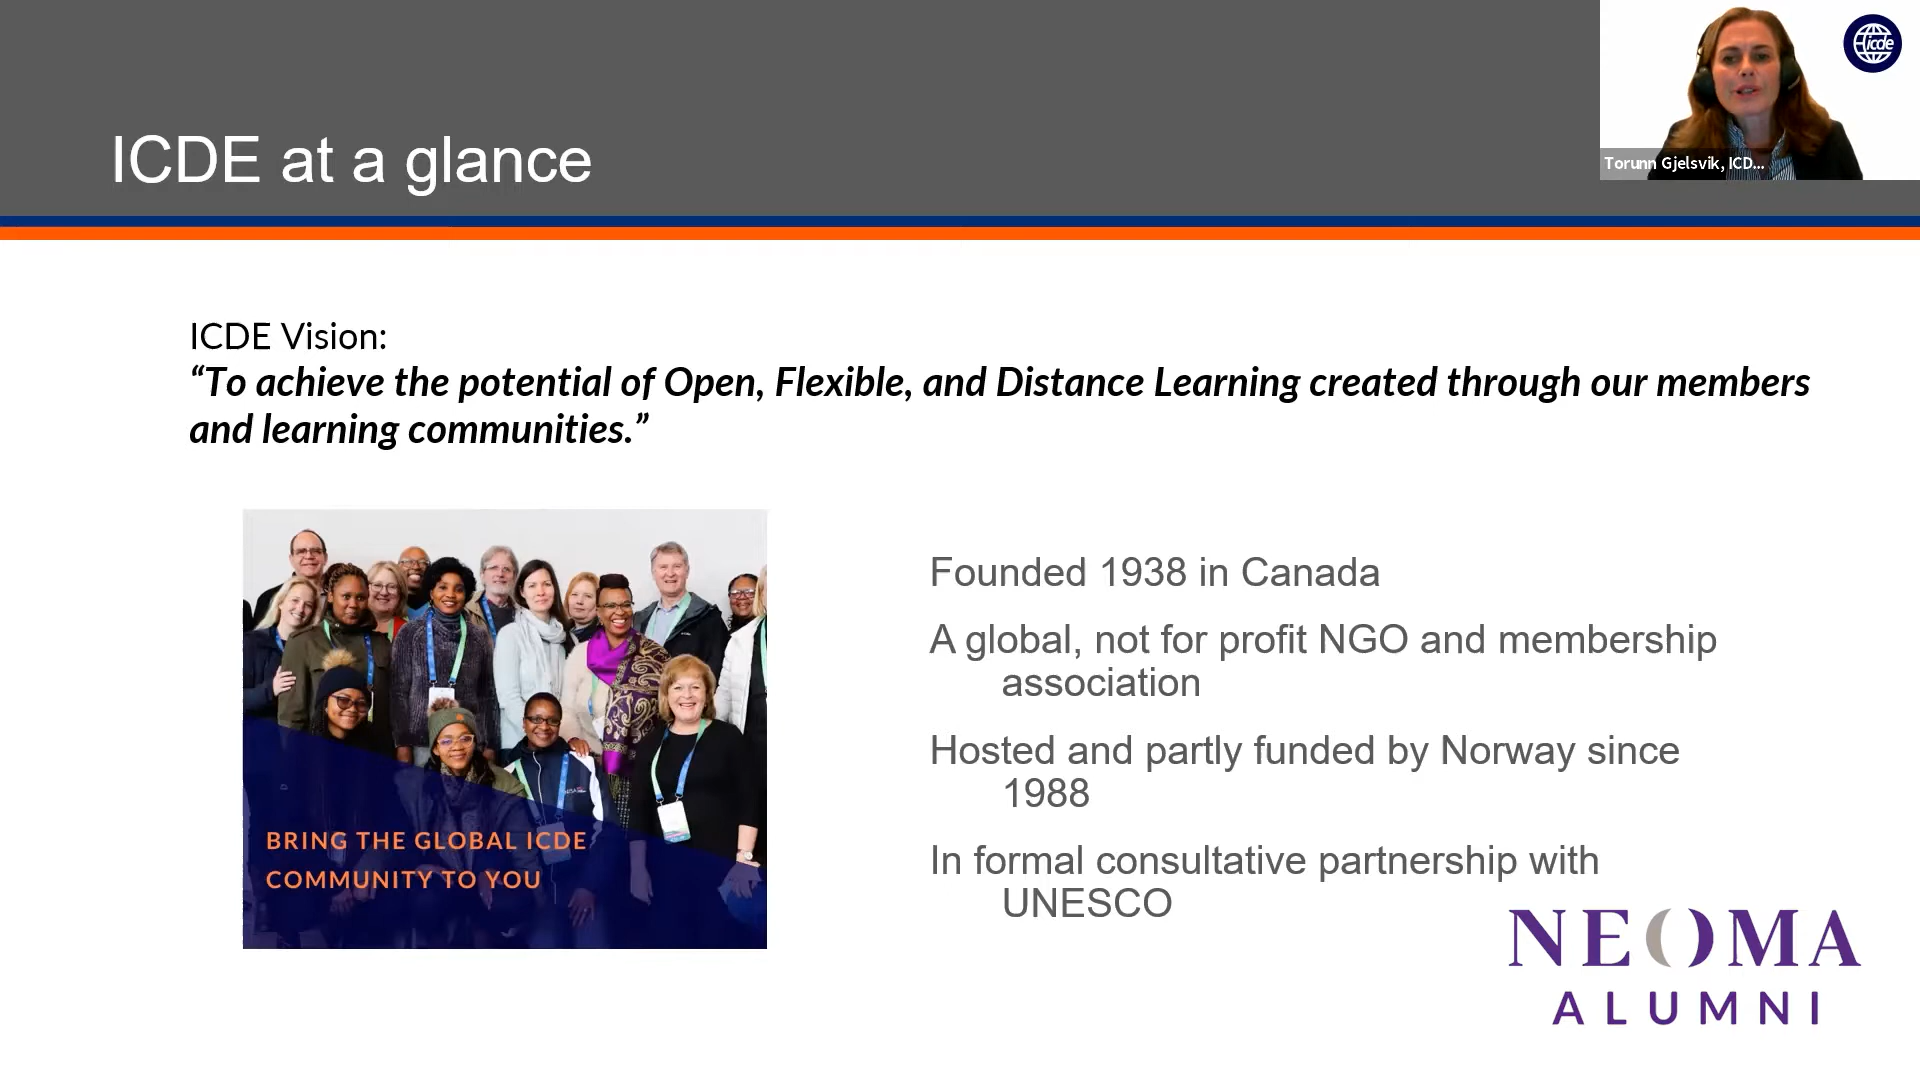 icde
Torunn Gjelsvik, ICD...
ICDE at a glance
ICDE Vision:
“To achieve the potential of Open, Flexible, and Distance Learning created through our members
and learning communities.”
BRING THE GLOBAL ICDE
COMMUNITY TO YOU
Founded 1938 in Canada
A global, not for profit NGO and membership
association
Hosted and partly funded by Norway since
1988
In formal consultative partnership with
UNESCO
NEOMA
ALUMNI